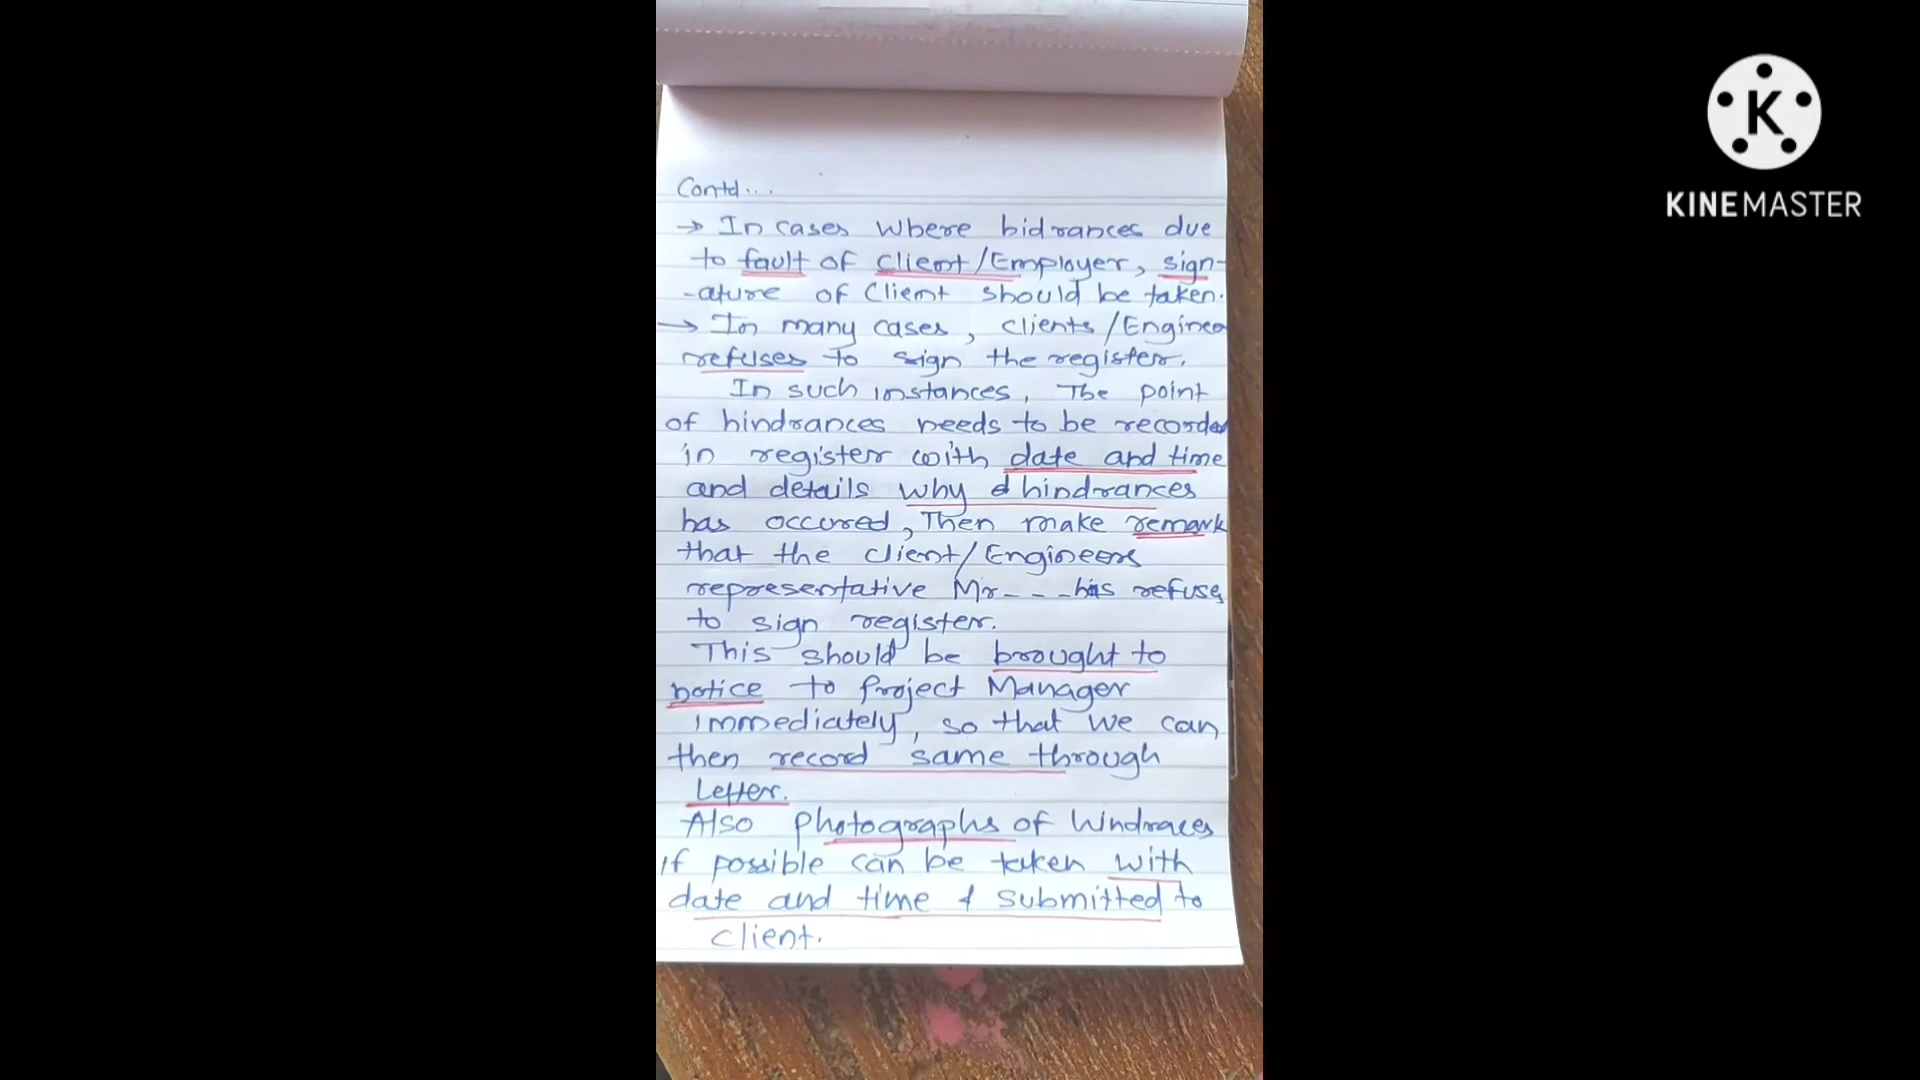 Contd...
→ In cases where hidrances due
to fault of Client/Employer, sign-
-ature of Client should be taken.
→ In many cases, clients/Enginee
refuses to sign the register.
In such instances, The point
of hindrances needs to be recorded
in register with date and time
and details why hindrances
has occured, Then make remark
that the client/Engineers
representative Mr--- has refuses
to sign register.
This should be brought to
notice to Project Manager
immediately, so that we can
then record same through
Letter.
Also photographs of hindraces
if possible can be taken with
date and time & submitted to
client.
K
KINEMASTER